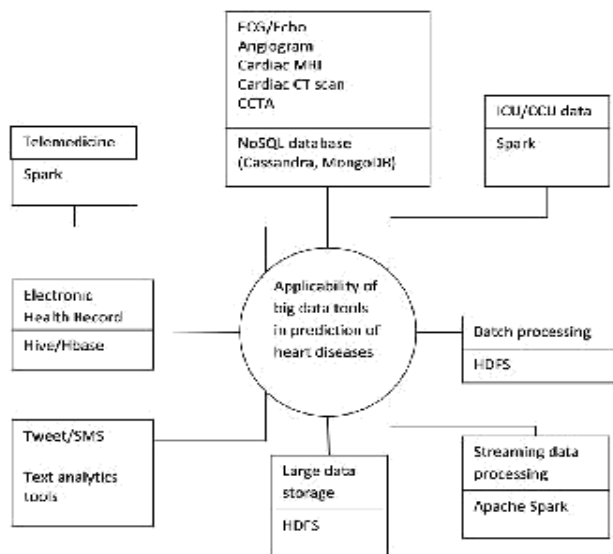 ECG/Echo
Angiogram
Cardiac MRI
Cardiac CT scan
CCTA
NoSQL database
(Cassandra, MongoDB)
ICU/CCU data
Spark
Telemedicine
Spark
Applicability of
big data tools
in prediction of
heart diseases
Electronic
Health Record
Hive/Hbase
Batch processing
HDFS
Tweet/SMS
Text analytics
tools
Large data
storage
HDFS
Streaming data
processing
Apache Spark